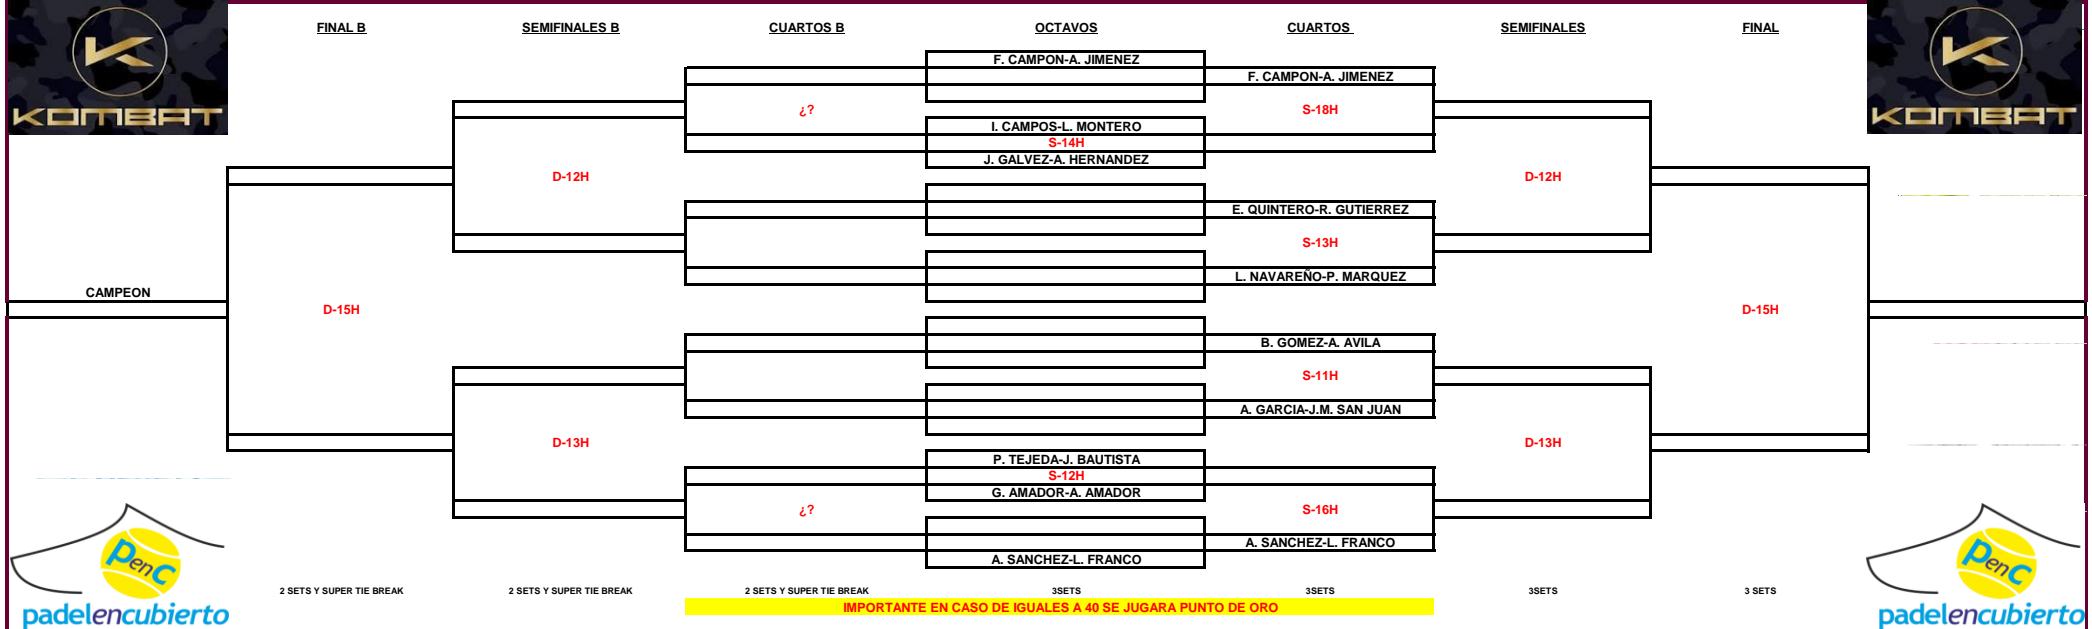 KOMBAT
FINAL B
SEMIFINALES B
CUARTOS B
OCTAVOS
CUARTOS
SEMIFINALES
FINAL
KOMBAT
F. CAMPON-A. JIMENEZ
F. CAMPON-A. JIMENEZ
¿?
S-18H
I. CAMPOS-L. MONTERO
S-14H
J. GALVEZ-A. HERNANDEZ
D-12H
D-12H
E. QUINTERO-R. GUTIERREZ
S-13H
L. NAVAREÑO-P. MARQUEZ
CAMPEON
D-15H
D-15H
B. GOMEZ-A. AVILA
S-11H
A. GARCIA-J.M. SAN JUAN
D-13H
D-13H
P. TEJEDA-J. BAUTISTA
S-12H
G. AMADOR-A. AMADOR
¿?
S-16H
A. SANCHEZ-L. FRANCO
A. SANCHEZ-L. FRANCO
PenC
padelencubierto
PenC
padelencubierto
2 SETS Y SUPER TIE BREAK
2 SETS Y SUPER TIE BREAK
2 SETS Y SUPER TIE BREAK
3SETS
3SETS
3SETS
3 SETS
IMPORTANTE EN CASO DE IGUALES A 40 SE JUGARA PUNTO DE ORO